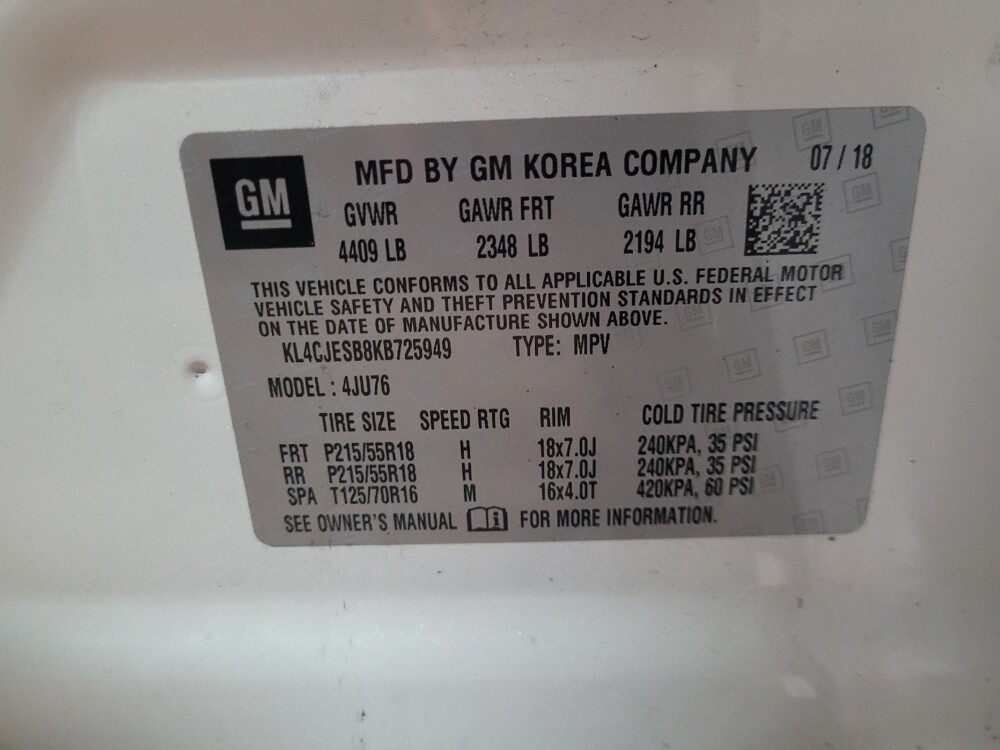 GM
MFD BY GM KOREA COMPANY 07 / 18
GVWR GAWR FRT GAWR RR
4409 LB 2348 LB 2194 LB
THIS VEHICLE CONFORMS TO ALL APPLICABLE U.S. FEDERAL MOTOR
VEHICLE SAFETY AND THEFT PREVENTION STANDARDS IN EFFECT
ON THE DATE OF MANUFACTURE SHOWN ABOVE.
KL4CJESB8KB725949 TYPE: MPV
MODEL : 4JU76
TIRE SIZE SPEED RTG RIM COLD TIRE PRESSURE
FRT P215/55R18 H 18x7.0J 240KPA, 35 PSI
RR P215/55R18 H 18x7.0J 240KPA, 35 PSI
SPA T125/70R16 M 16x4.0T 420KPA, 60 PSI
SEE OWNER'S MANUAL FOR MORE INFORMATION.